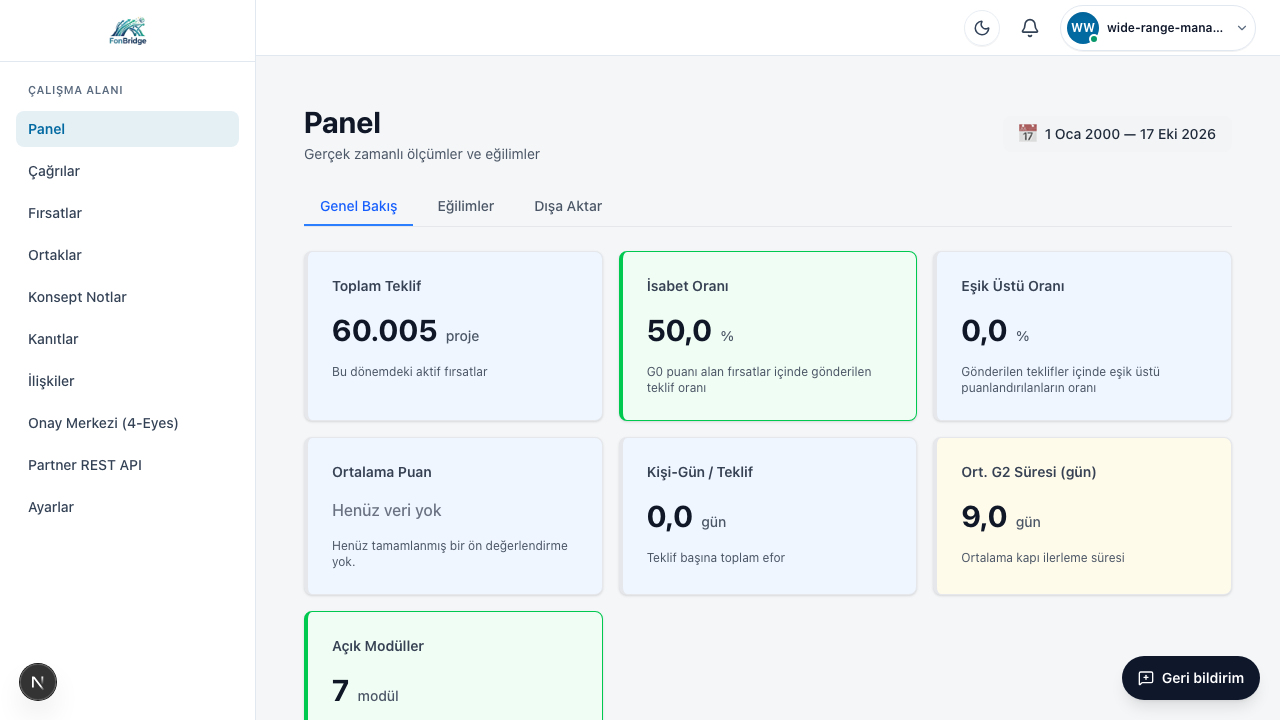 FonBridge
WW
wide-range-mana...
ÇALIŞMA ALANI
Panel
Çağrılar
Fırsatlar
Ortaklar
Konsept Notlar
Kanıtlar
İlişkiler
Onay Merkezi (4-Eyes)
Partner REST API
Ayarlar
N
Panel
Gerçek zamanlı ölçümler ve eğilimler
17
1 Oca 2000 — 17 Eki 2026
Genel Bakış
Eğilimler
Dışa Aktar
Toplam Teklif
60.005 proje
Bu dönemdeki aktif fırsatlar
İsabet Oranı
50,0 %
G0 puanı alan fırsatlar içinde gönderilen
teklif oranı
Eşik Üstü Oranı
0,0 %
Gönderilen teklifler içinde eşik üstü
puanlandırılanların oranı
Ortalama Puan
Henüz veri yok
Henüz tamamlanmış bir ön değerlendirme
yok.
Kişi-Gün / Teklif
0,0 gün
Teklif başına toplam efor
Ort. G2 Süresi (gün)
9,0 gün
Ortalama kapı ilerleme süresi
Açık Modüller
7 modül
Geri bildirim